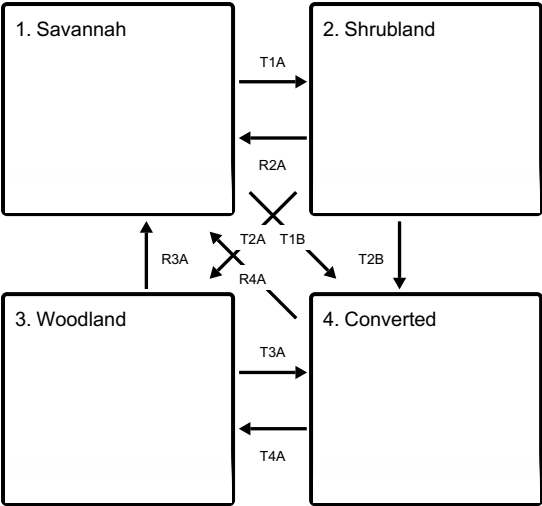 1. Savannah
2. Shrubland
T1A
R2A
T2A
T1B
R3A
T2B
R4A
3. Woodland
4. Converted
T3A
T4A